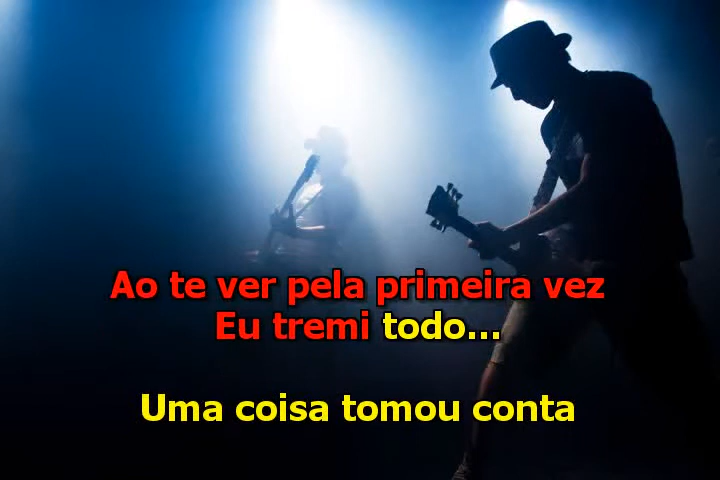 Ao te ver pela primeira vez
Eu tremi todo...
Uma coisa tomou conta